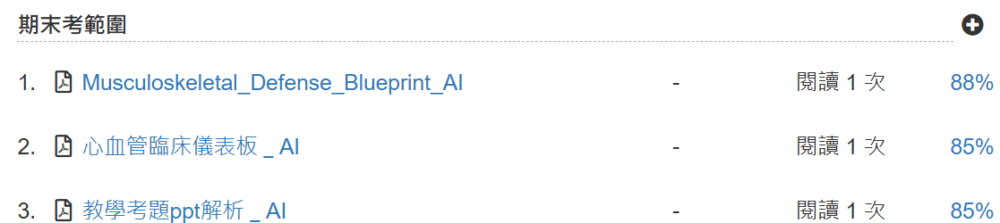 期末考範圍
1. Musculoskeletal_Defense_Blueprint_AI - 閱讀 1 次 88%
2. 心血管臨床儀表板 _ AI - 閱讀 1 次 85%
3. 教學考題ppt解析 _ AI - 閱讀 1 次 85%